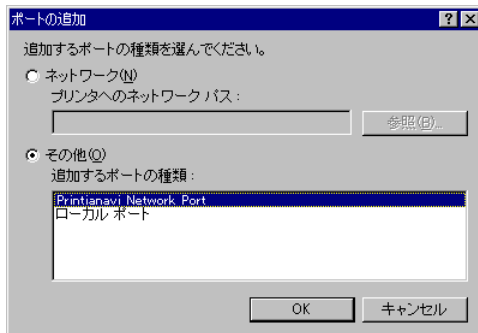 ポートの追加
追加するポートの種類を選んでください。
ネットワーク(N)
プリンタへのネットワーク パス:
参照(B)...
その他(O)
追加するポートの種類:
Printianavi Network Port
ローカル ポート
OK キャンセル